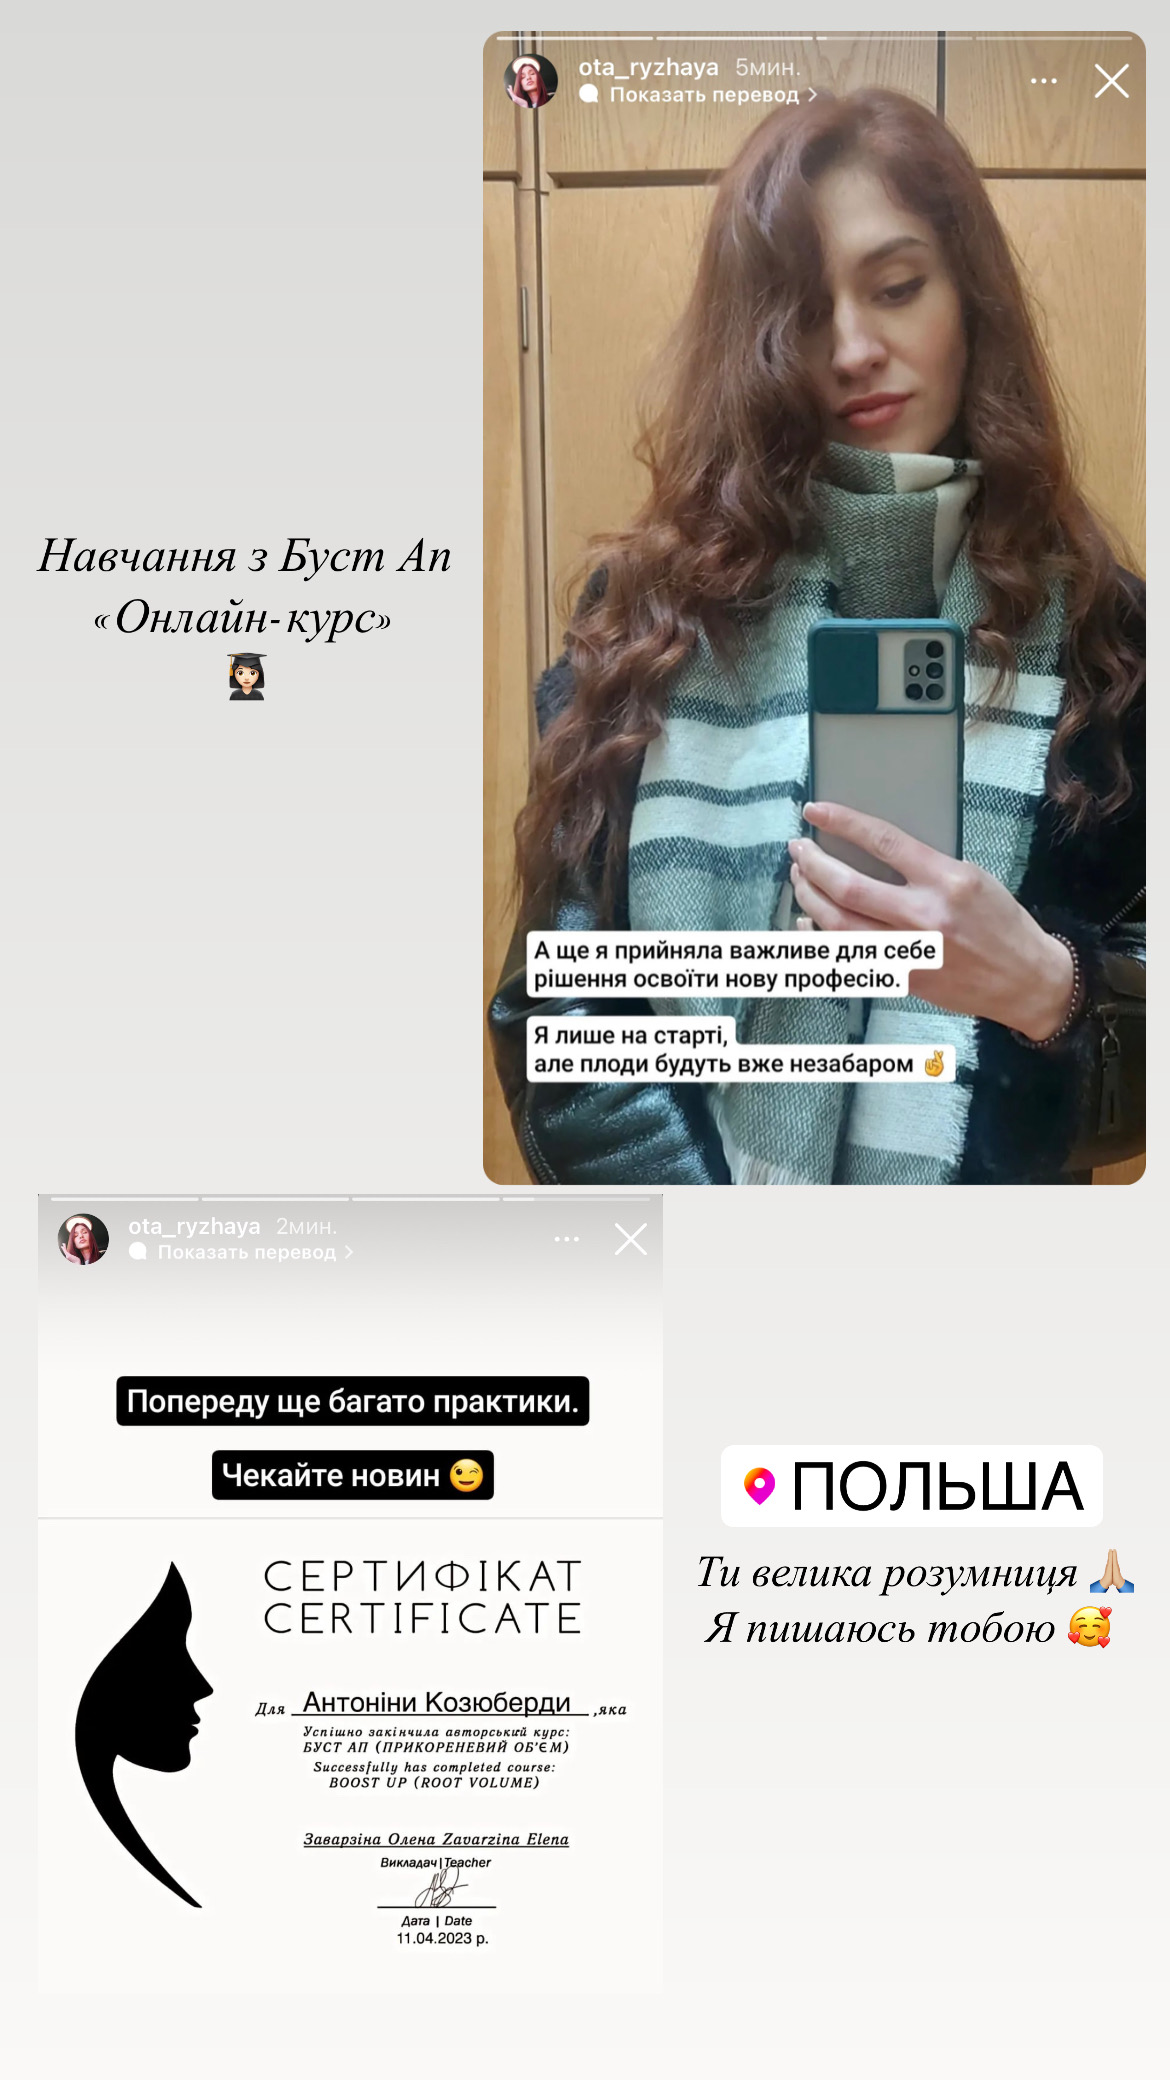 ota_ryzhaya 5мин.
Показать перевод >
Навчання з Буст Ап
«Онлайн-курс»
А ще я прийняла важливе для себе
рішення освоїти нову професію.
Я лише на старті,
але плоди будуть вже незабаром 🤞
ota_ryzhaya 2мин.
Показать перевод >
Попереду ще багато практики.
Чекайте новин 😉
СЕРТИФІКАТ
CERTIFICATE
Для Антоніни Козюберди ,яка
Успішно закінчила авторський курс:
БУСТ АП (ПРИКОРЕНЕВИЙ ОБ'ЄМ)
Successfully has completed course:
BOOST UP (ROOT VOLUME)
Заварзіна Олена Zavarzina Elena
Викладач|Teacher
Дата | Date
11.04.2023 р.
ПОЛЬША
Ти велика розумниця 🙏🏼
Я пишаюсь тобою 🥰